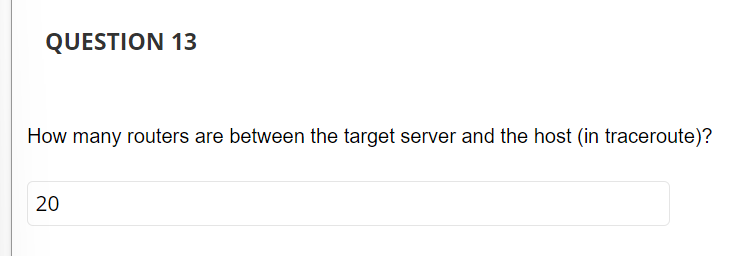 QUESTION 13
How many routers are between the target server and the host (in traceroute)?
20